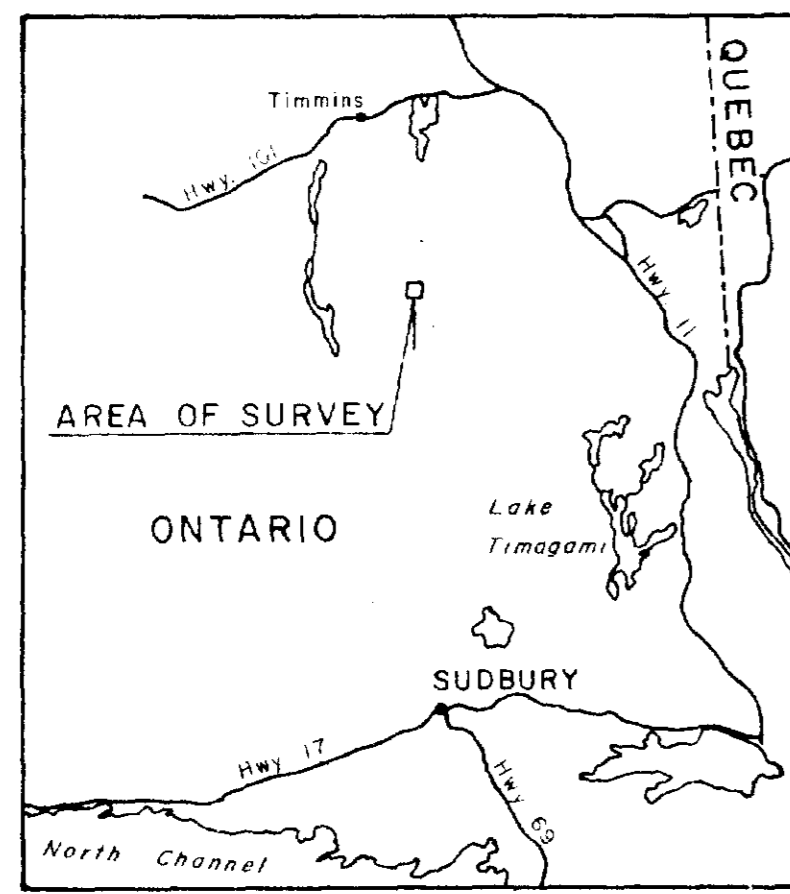 QUEBEC
Timmins
Hwy. 101
Hwy. 11
AREA OF SURVEY
ONTARIO
Lake
Timagami
SUDBURY
Hwy 17
Hwy 69
North Channel